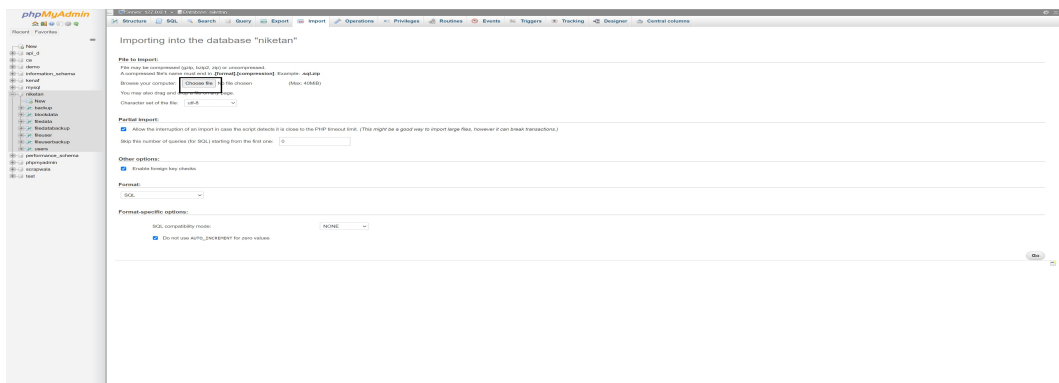 phpMyAdmin
Recent Favorites
New
api_d
ca
demo
information_schema
kenaf
mysql
niketan
New
backup
blockdata
filedata
filedatabackup
fileuser
fileuserbackup
users
performance_schema
phpmyadmin
scrapwala
test
Server: 127.0.0.1 » Database: niketan
Structure SQL Search Query Export Import Operations Privileges Routines Events Triggers Tracking Designer Central columns
Importing into the database "niketan"
File to import:
File may be compressed (gzip, bzip2, zip) or uncompressed.
A compressed file's name must end in .[format].[compression]. Example: .sql.zip
Browse your computer: Choose file No file chosen (Max: 40MiB)
You may also drag and drop a file on any page.
Character set of the file: utf-8
Partial import:
Allow the interruption of an import in case the script detects it is close to the PHP timeout limit. (This might be a good way to import large files, however it can break transactions.)
Skip this number of queries (for SQL) starting from the first one: 0
Other options:
Enable foreign key checks
Format:
SQL
Format-specific options:
SQL compatibility mode: NONE
Do not use AUTO_INCREMENT for zero values
Go